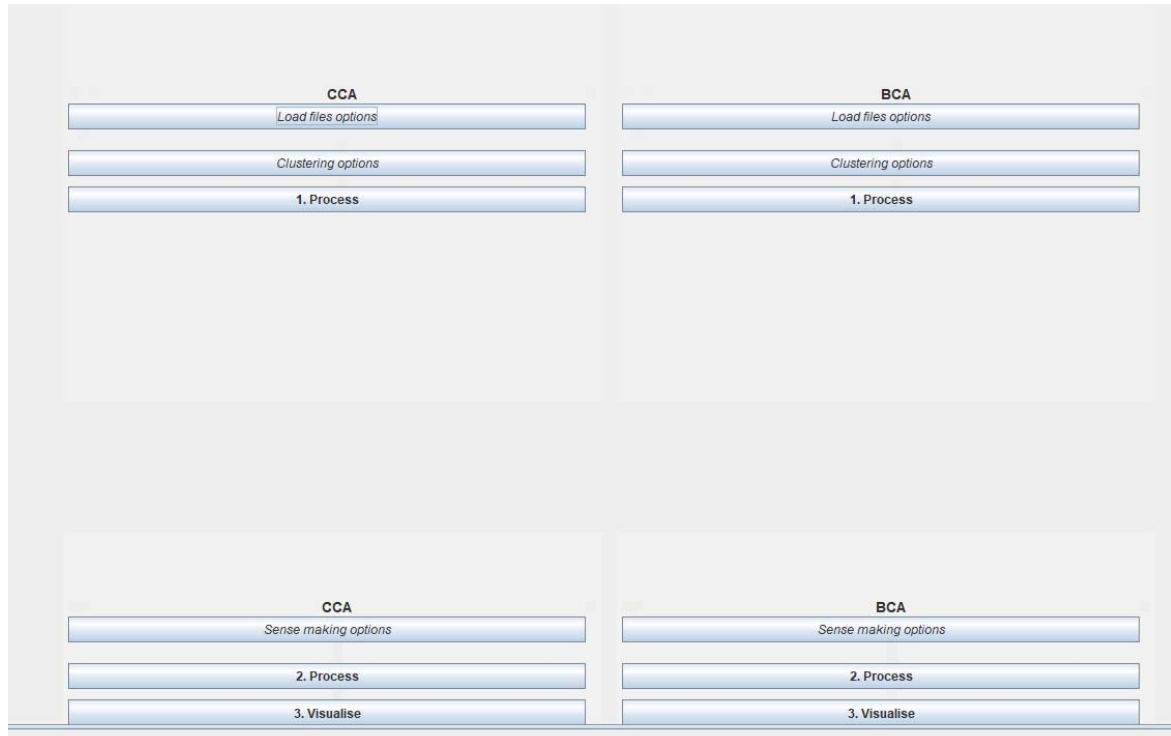 CCA
Load files options
Clustering options
1. Process
BCA
Load files options
Clustering options
1. Process
CCA
Sense making options
2. Process
3. Visualise
BCA
Sense making options
2. Process
3. Visualise